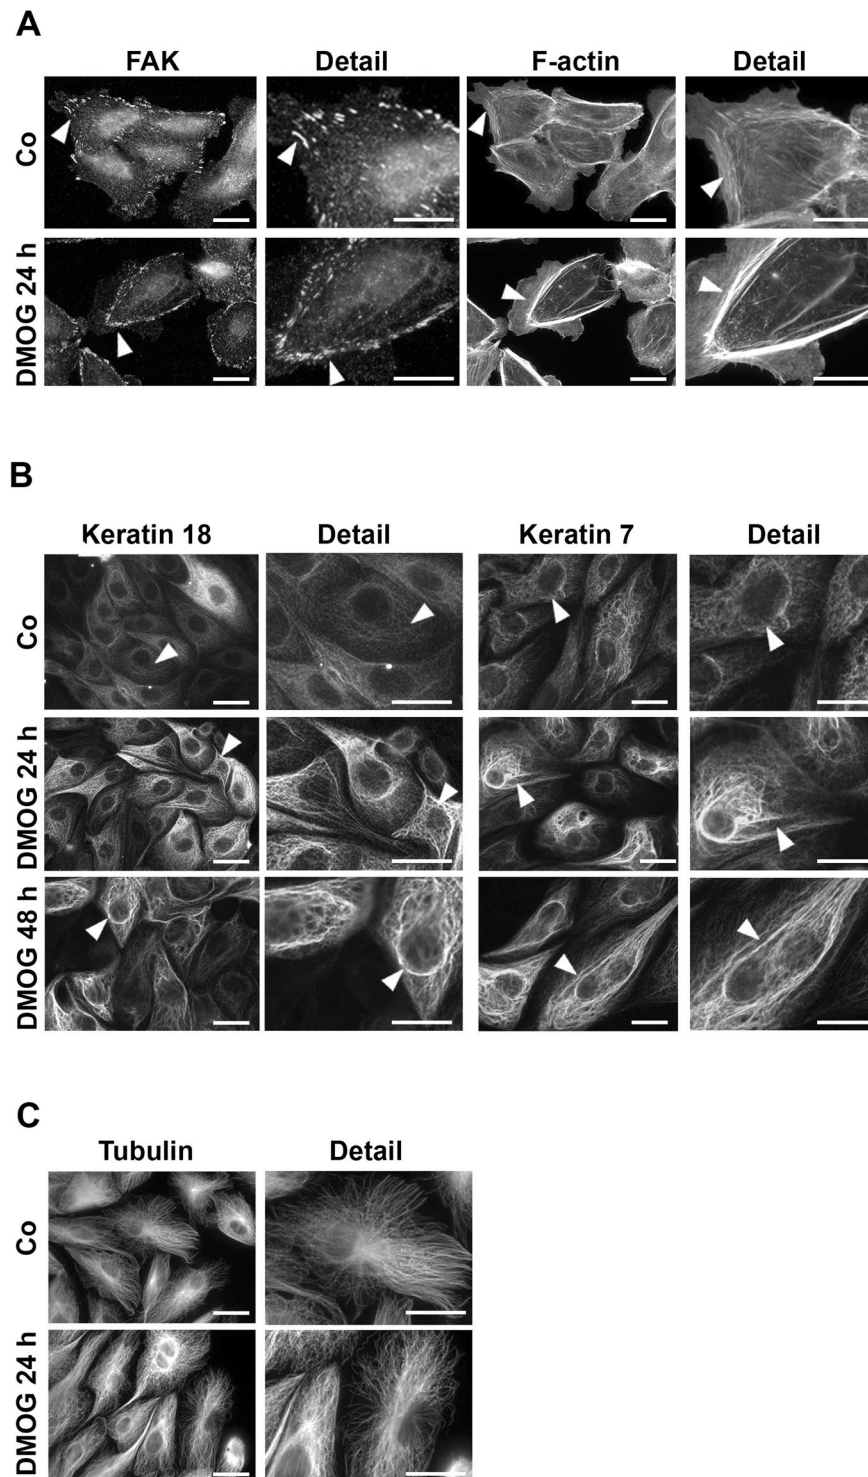 A
FAK Detail F-actin Detail
Co
DMOG 24 h
B
Keratin 18 Detail Keratin 7 Detail
Co
DMOG 24 h
DMOG 48 h
C
Tubulin Detail
Co
DMOG 24 h